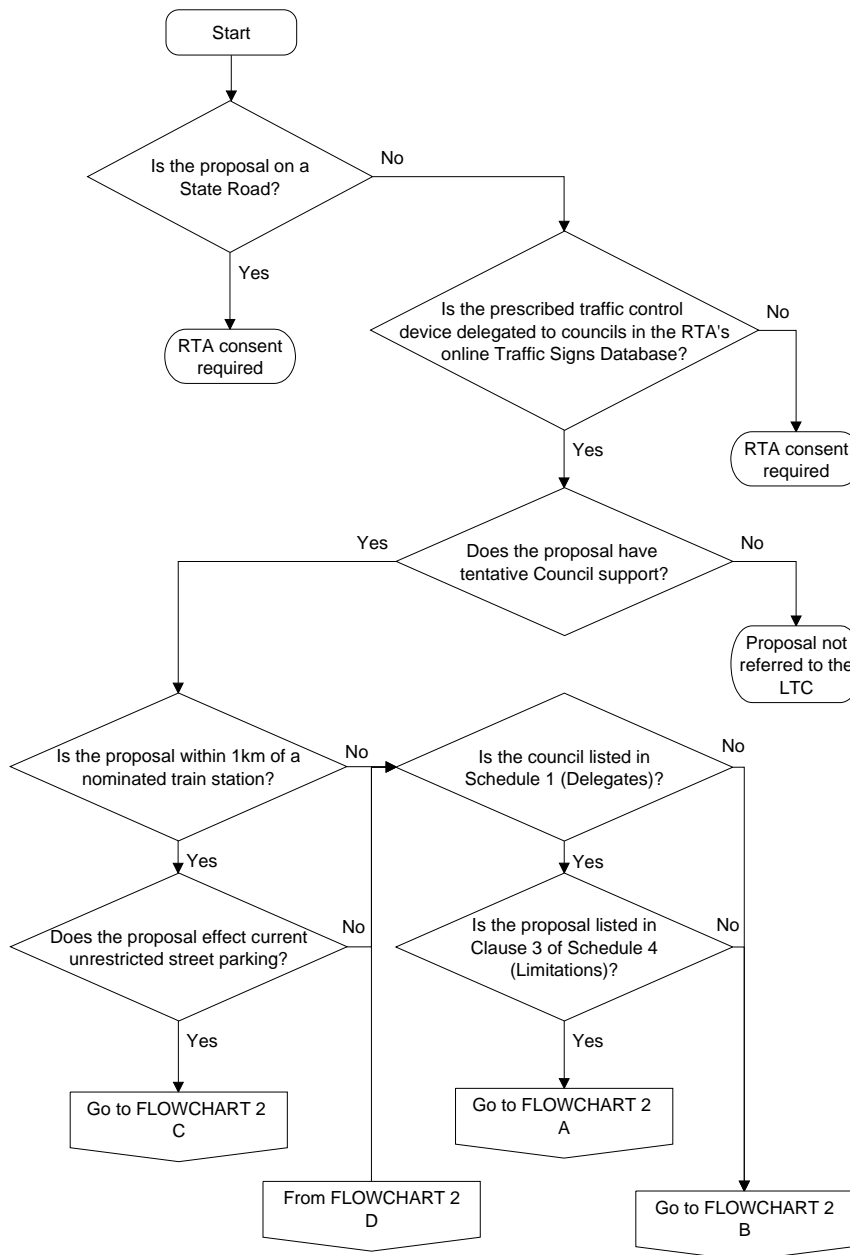 Start
Is the proposal on a
State Road?
No
Yes
RTA consent
required
Is the prescribed traffic control
device delegated to councils in the RTA's
online Traffic Signs Database?
No
Yes
RTA consent
required
Does the proposal have
tentative Council support?
Yes
No
Proposal not
referred to the
LTC
Is the proposal within 1km of a
nominated train station?
No
Yes
Is the council listed in
Schedule 1 (Delegates)?
No
Yes
Does the proposal effect current
unrestricted street parking?
No
Yes
Is the proposal listed in
Clause 3 of Schedule 4
(Limitations)?
No
Yes
Go to FLOWCHART 2
C
Go to FLOWCHART 2
A
From FLOWCHART 2
D
Go to FLOWCHART 2
B